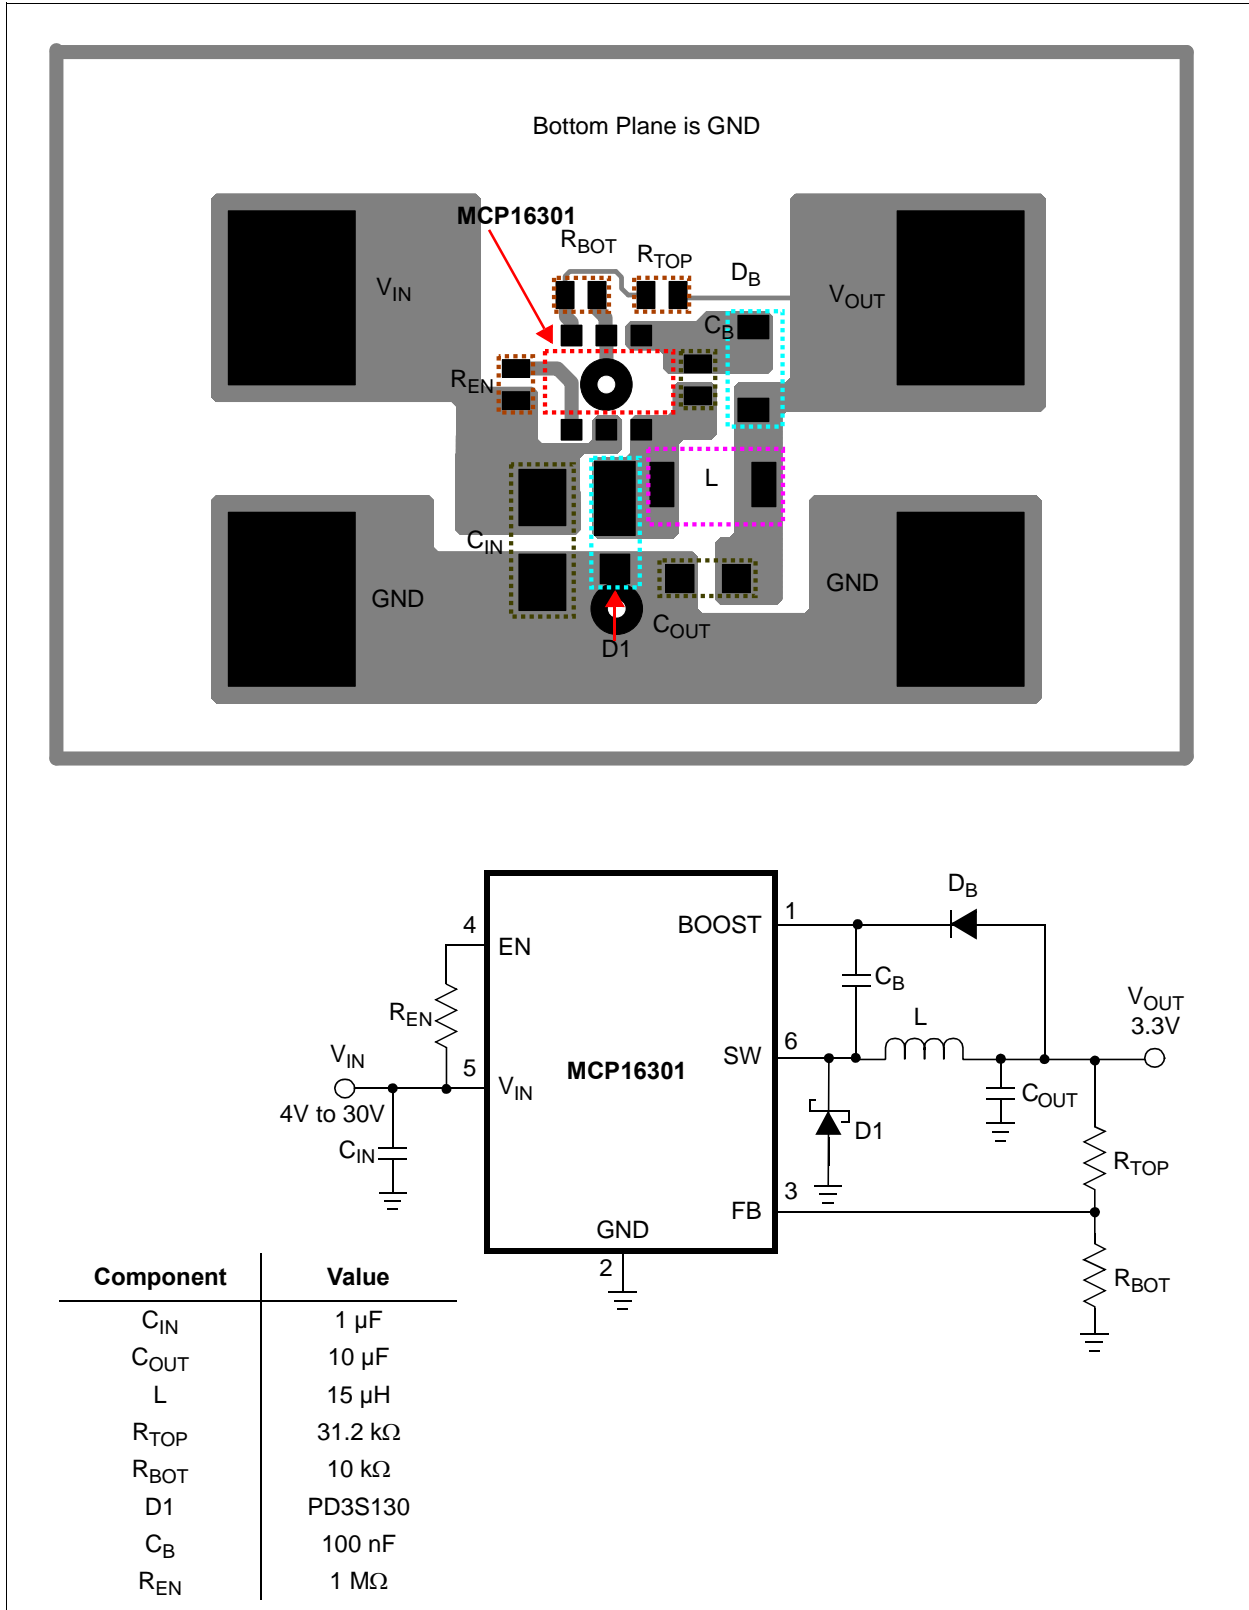 Bottom Plane is GND
MCP16301
RBOT
RTOP
DB
VIN
VOUT
CB
REN
L
CIN
GND
GND
COUT
D1
DB
4
BOOST
1
EN
CB
REN
VOUT
3.3V
L
VIN
5
VIN
MCP16301
SW
6
4V to 30V
COUT
CIN
D1
RTOP
FB
3
GND
2
RBOT
Component Value
CIN 1 µF
COUT 10 µF
L 15 µH
RTOP 31.2 kΩ
RBOT 10 kΩ
D1 PD3S130
CB 100 nF
REN 1 MΩ